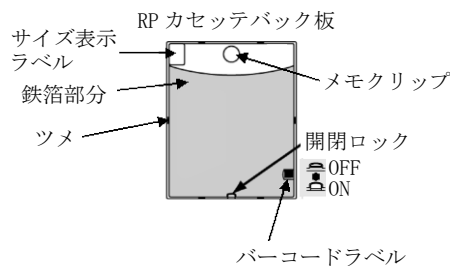 RP カセッテバック板
サイズ表示
ラベル
メモクリップ
鉄箔部分
ツメ
開閉ロック
OFF
ON
バーコードラベル